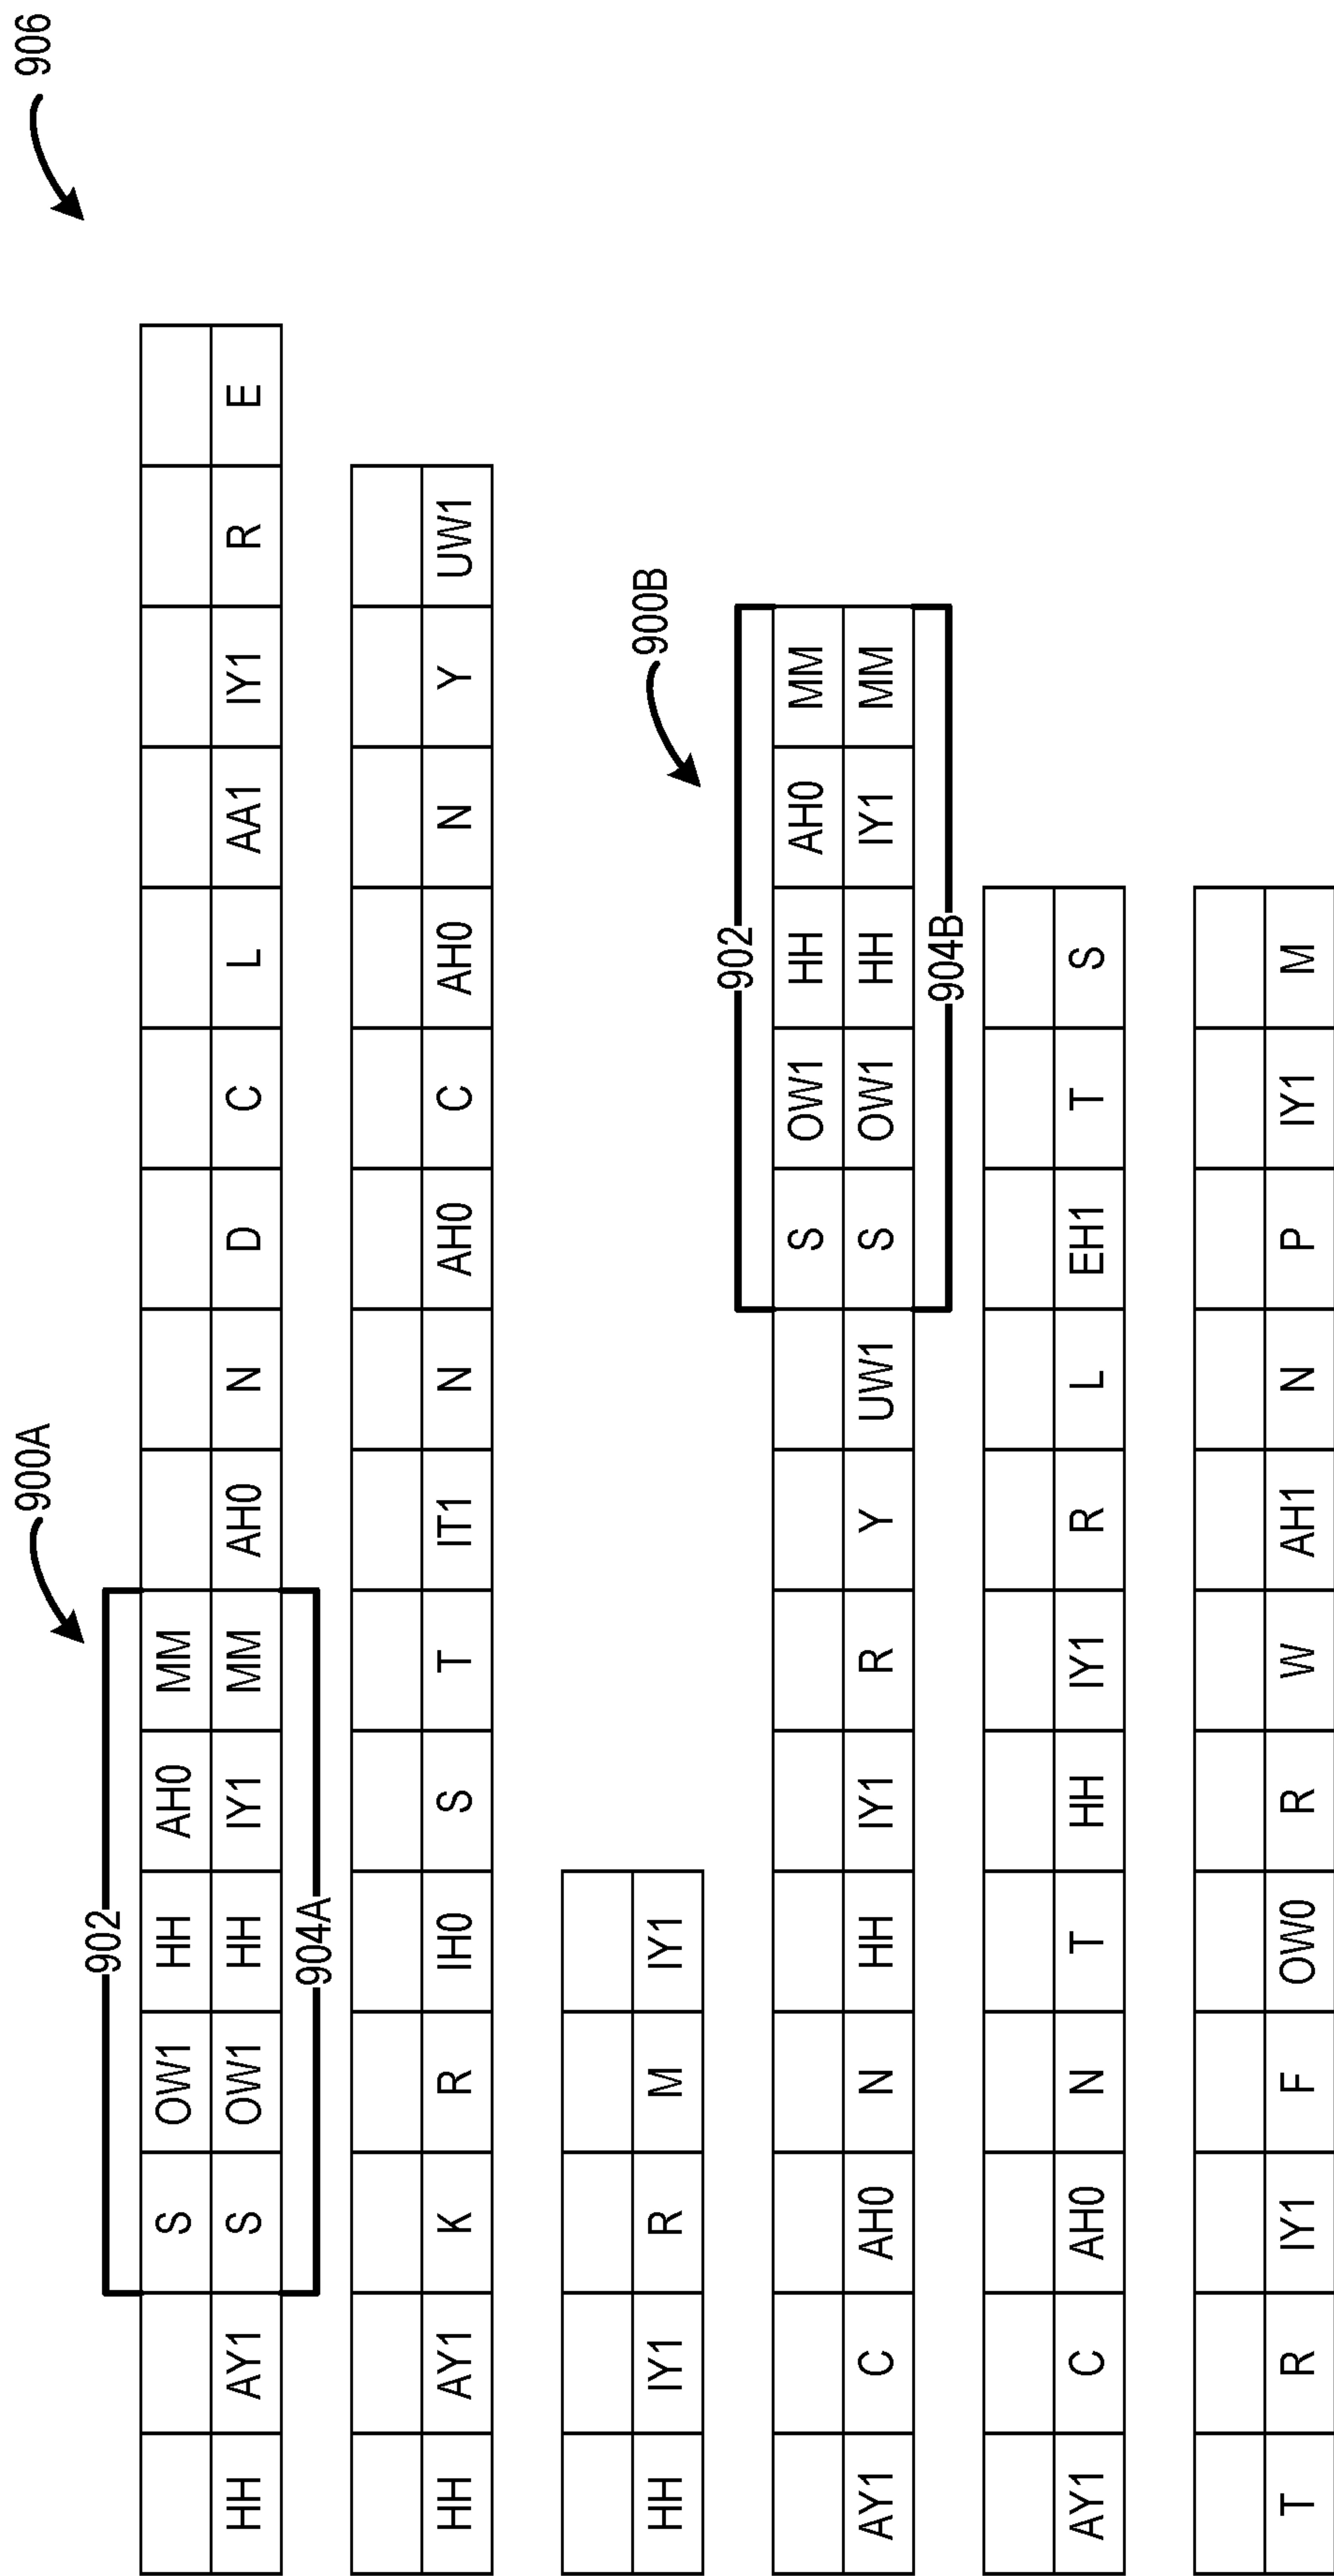 906
900A
902
S OW1 HH AH0 MM
HH AY1 S OW1 HH IY1 MM AH0 N D C L AA1 IY1 R E
904A
HH AY1 K R IH0 S T IT1 N AH0 C AH0 N Y UW1
HH IY1 R M IY1
900B
902
S OW1 HH AH0 MM
AY1 C AH0 N HH IY1 R Y UW1 S OW1 HH IY1 MM
904B
AY1 C AH0 N T HH IY1 R L EH1 T S
T R IY1 F OW0 R W AH1 N P IY1 M